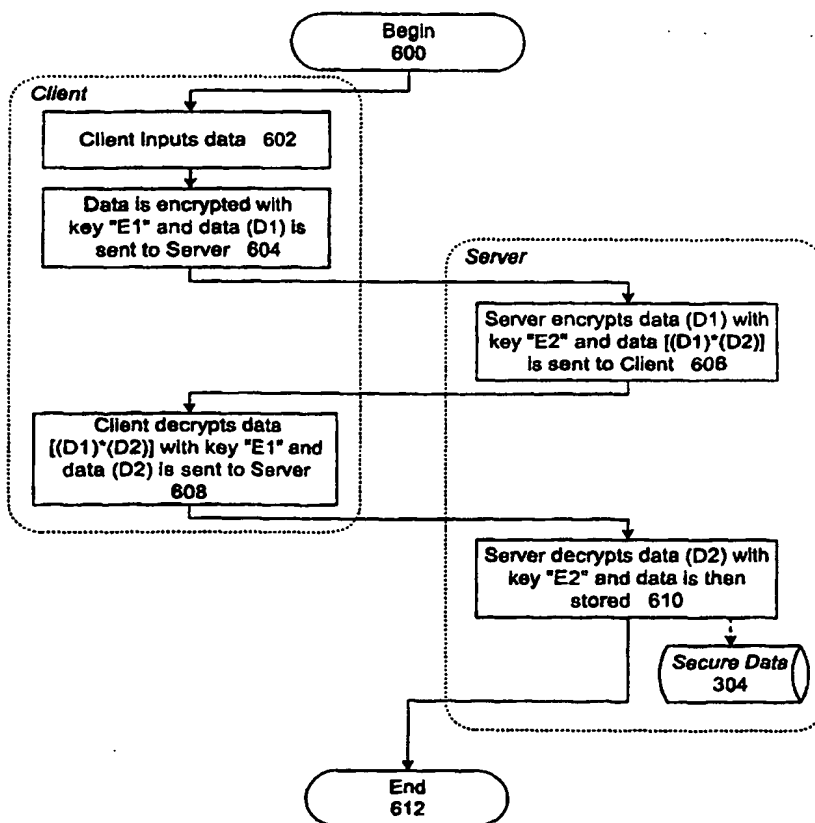 Begin
600
Client
Client Inputs data 602
Data is encrypted with
key "E1" and data (D1) is
sent to Server 604
Server
Server encrypts data (D1) with
key "E2" and data [(D1)*(D2)]
is sent to Client 606
Client decrypts data
[(D1)*(D2)] with key "E1" and
data (D2) is sent to Server
608
Server decrypts data (D2) with
key "E2" and data is then
stored 610
Secure Data
304
End
612